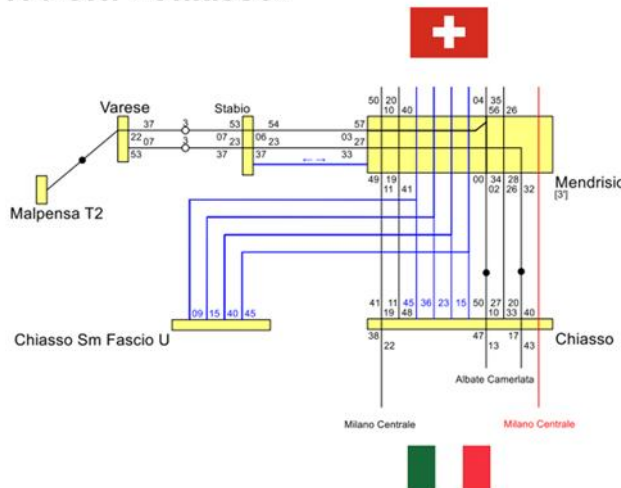 50 20 04 35
10 40 56 26
Varese
37 3 Stabio 53 54 57
22 07 3 07 23 06 23 03 27
53 37 37 33
←→
49 19 00 34 28
11 41 02 26 32
Mendrisio
[3']
Malpensa T2
41 11 45 36 23 15 50 27 20
19 48 10 33 40
09 15 40 45
Chiasso Sm Fascio U
Chiasso
38 47 17
22 13 43
Albate Camerlata
Milano Centrale
Milano Centrale